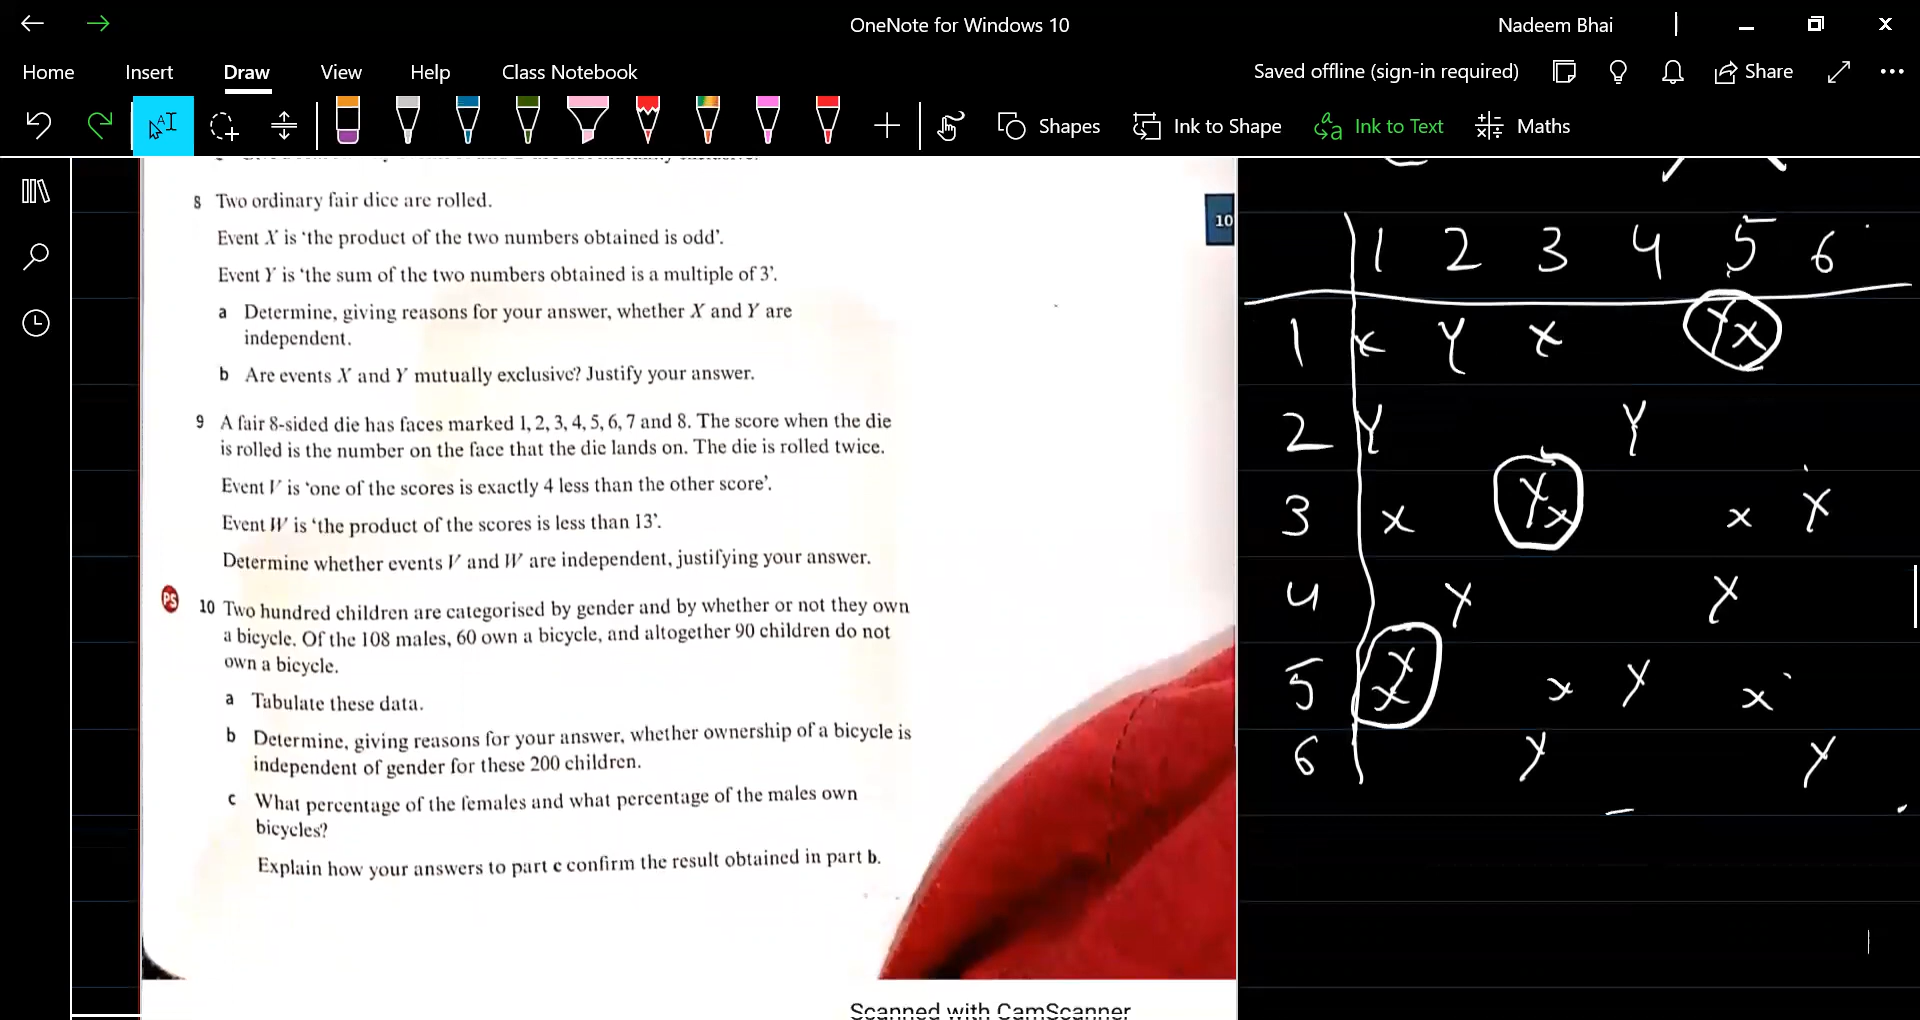 OneNote for Windows 10
Nadeem Bhai
Home Insert Draw View Help Class Notebook
Saved offline (sign-in required) Share
Shapes Ink to Shape Ink to Text Maths
8 Two ordinary fair dice are rolled.
Event X is ‘the product of the two numbers obtained is odd’.
Event Y is ‘the sum of the two numbers obtained is a multiple of 3’.
a Determine, giving reasons for your answer, whether X and Y are
independent.
b Are events X and Y mutually exclusive? Justify your answer.
9 A fair 8-sided die has faces marked 1, 2, 3, 4, 5, 6, 7 and 8. The score when the die
is rolled is the number on the face that the die lands on. The die is rolled twice.
Event V is ‘one of the scores is exactly 4 less than the other score’.
Event W is ‘the product of the scores is less than 13’.
Determine whether events V and W are independent, justifying your answer.
PS 10 Two hundred children are categorised by gender and by whether or not they own
a bicycle. Of the 108 males, 60 own a bicycle, and altogether 90 children do not
own a bicycle.
a Tabulate these data.
b Determine, giving reasons for your answer, whether ownership of a bicycle is
independent of gender for these 200 children.
c What percentage of the females and what percentage of the males own
bicycles?
Explain how your answers to part c confirm the result obtained in part b.
Scanned with CamScanner
10
1 2 3 4 5 6
1 x Y x Yx
2 Y Y
3 x Yx x Y
4 Y Y
5 Yx x Y x
6 Y Y